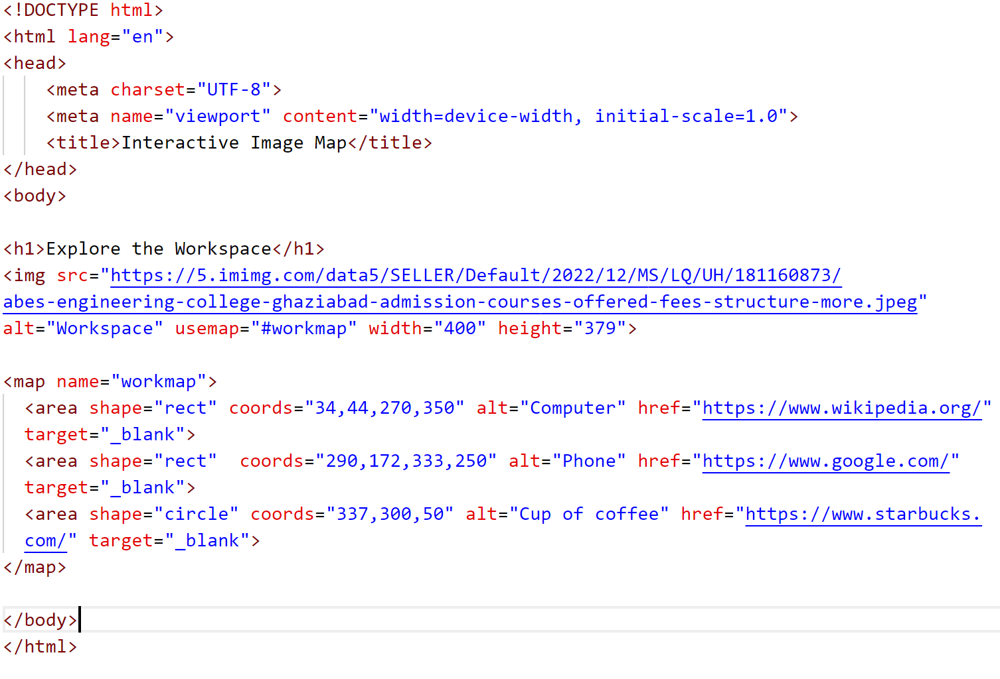 <!DOCTYPE html>
<html lang="en">
<head>
<meta charset="UTF-8">
<meta name="viewport" content="width=device-width, initial-scale=1.0">
<title>Interactive Image Map</title>
</head>
<body>
<h1>Explore the Workspace</h1>
<img src="https://5.imimg.com/data5/SELLER/Default/2022/12/MS/LQ/UH/181160873/
abes-engineering-college-ghaziabad-admission-courses-offered-fees-structure-more.jpeg"
alt="Workspace" usemap="#workmap" width="400" height="379">
<map name="workmap">
<area shape="rect" coords="34,44,270,350" alt="Computer" href="https://www.wikipedia.org/"
target="_blank">
<area shape="rect"  coords="290,172,333,250" alt="Phone" href="https://www.google.com/"
target="_blank">
<area shape="circle" coords="337,300,50" alt="Cup of coffee" href="https://www.starbucks.
com/" target="_blank">
</map>
</body>
</html>